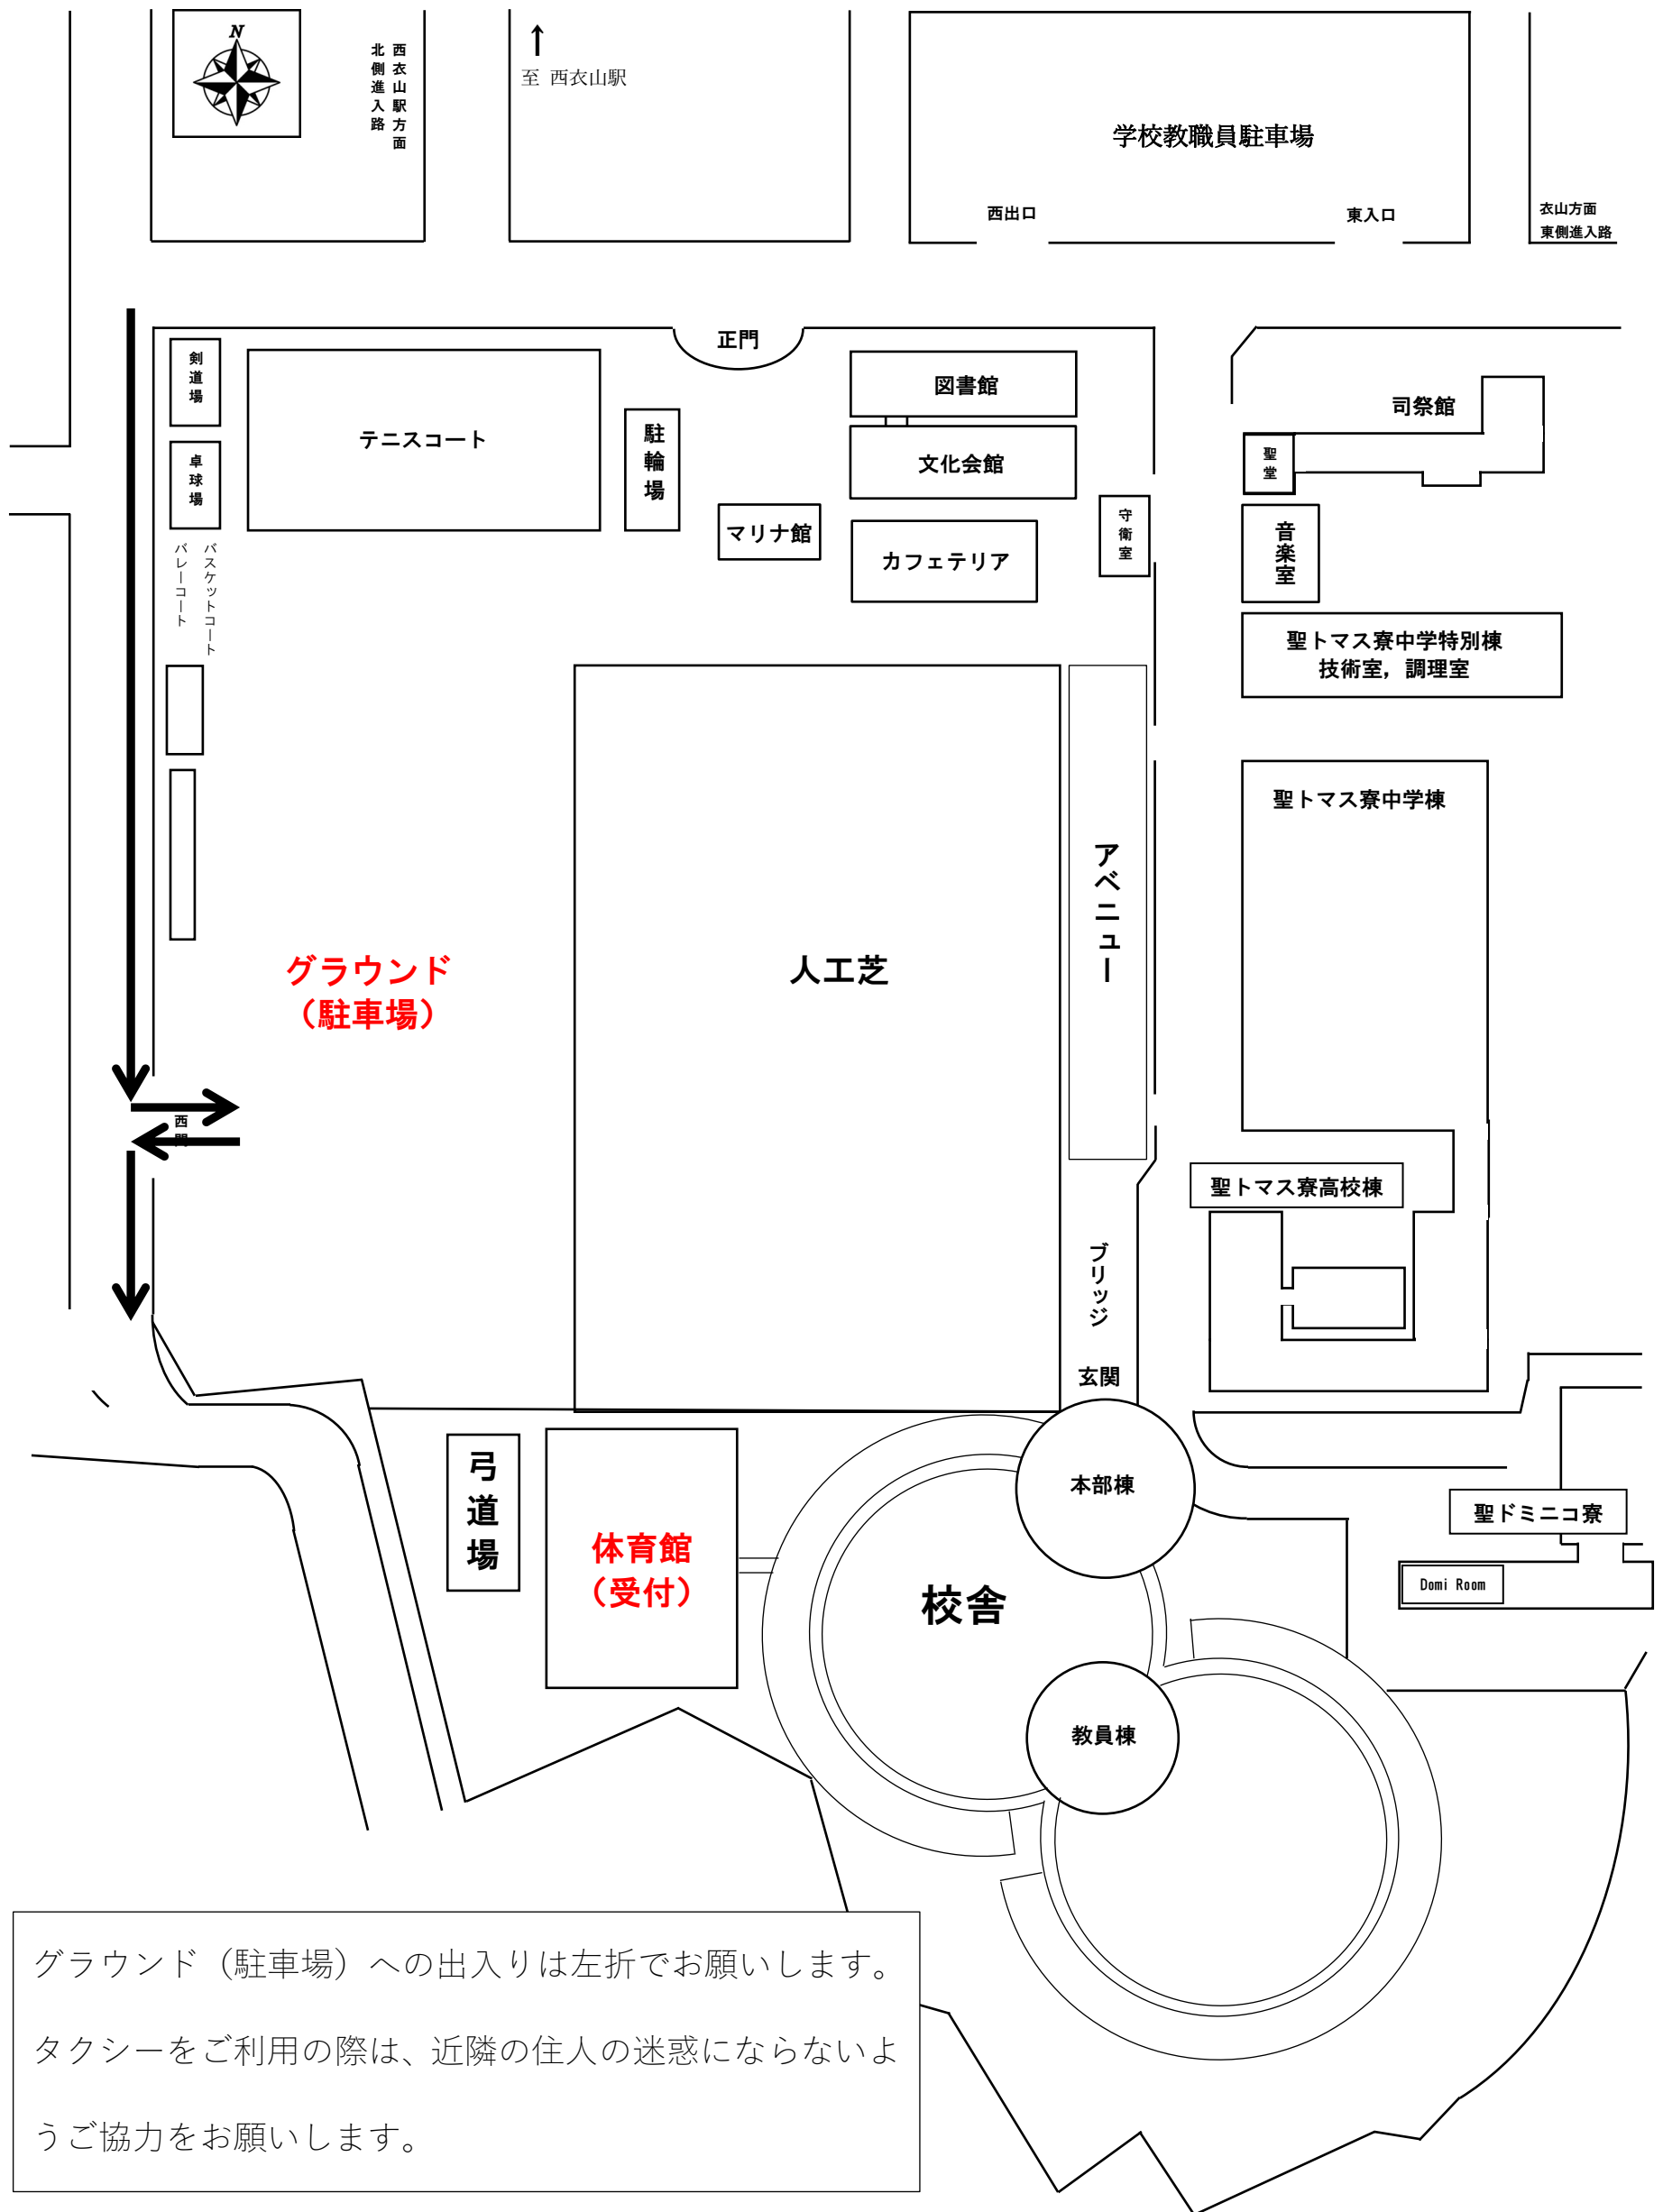 N
西衣山駅方面
北側進入路
↑
至 西衣山駅
学校教職員駐車場
西出口
東入口
衣山方面
東側進入路
正門
剣道場
テニスコート
駐輪場
図書館
文化会館
司祭館
聖堂
卓球場
マリナ館
カフェテリア
守衛室
音楽室
バスケットコート
バレーコート
聖トマス寮中学特別棟
技術室，調理室
聖トマス寮中学棟
アベニュー
グラウンド
（駐車場）
人工芝
西門
聖トマス寮高校棟
ブリッジ
玄関
弓道場
体育館
（受付）
本部棟
校舎
聖ドミニコ寮
Domi Room
教員棟
グラウンド（駐車場）への出入りは左折でお願いします。
タクシーをご利用の際は、近隣の住人の迷惑にならないよ
うご協力をお願いします。